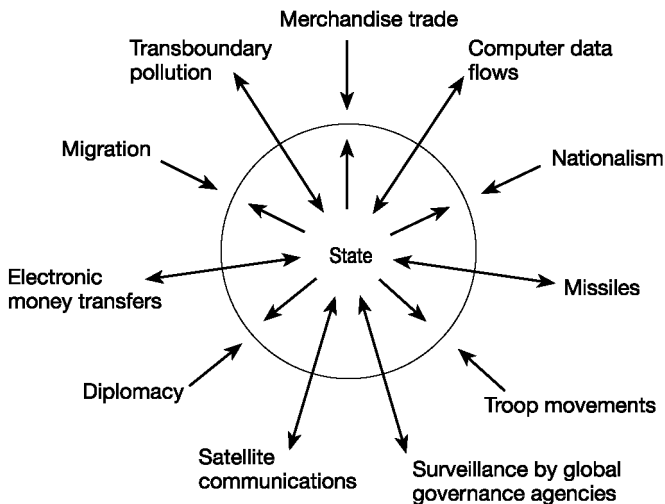 Merchandise trade
Transboundary
pollution
Computer data
flows
Migration
Nationalism
State
Electronic
money transfers
Missiles
Diplomacy
Troop movements
Satellite
communications
Surveillance by global
governance agencies